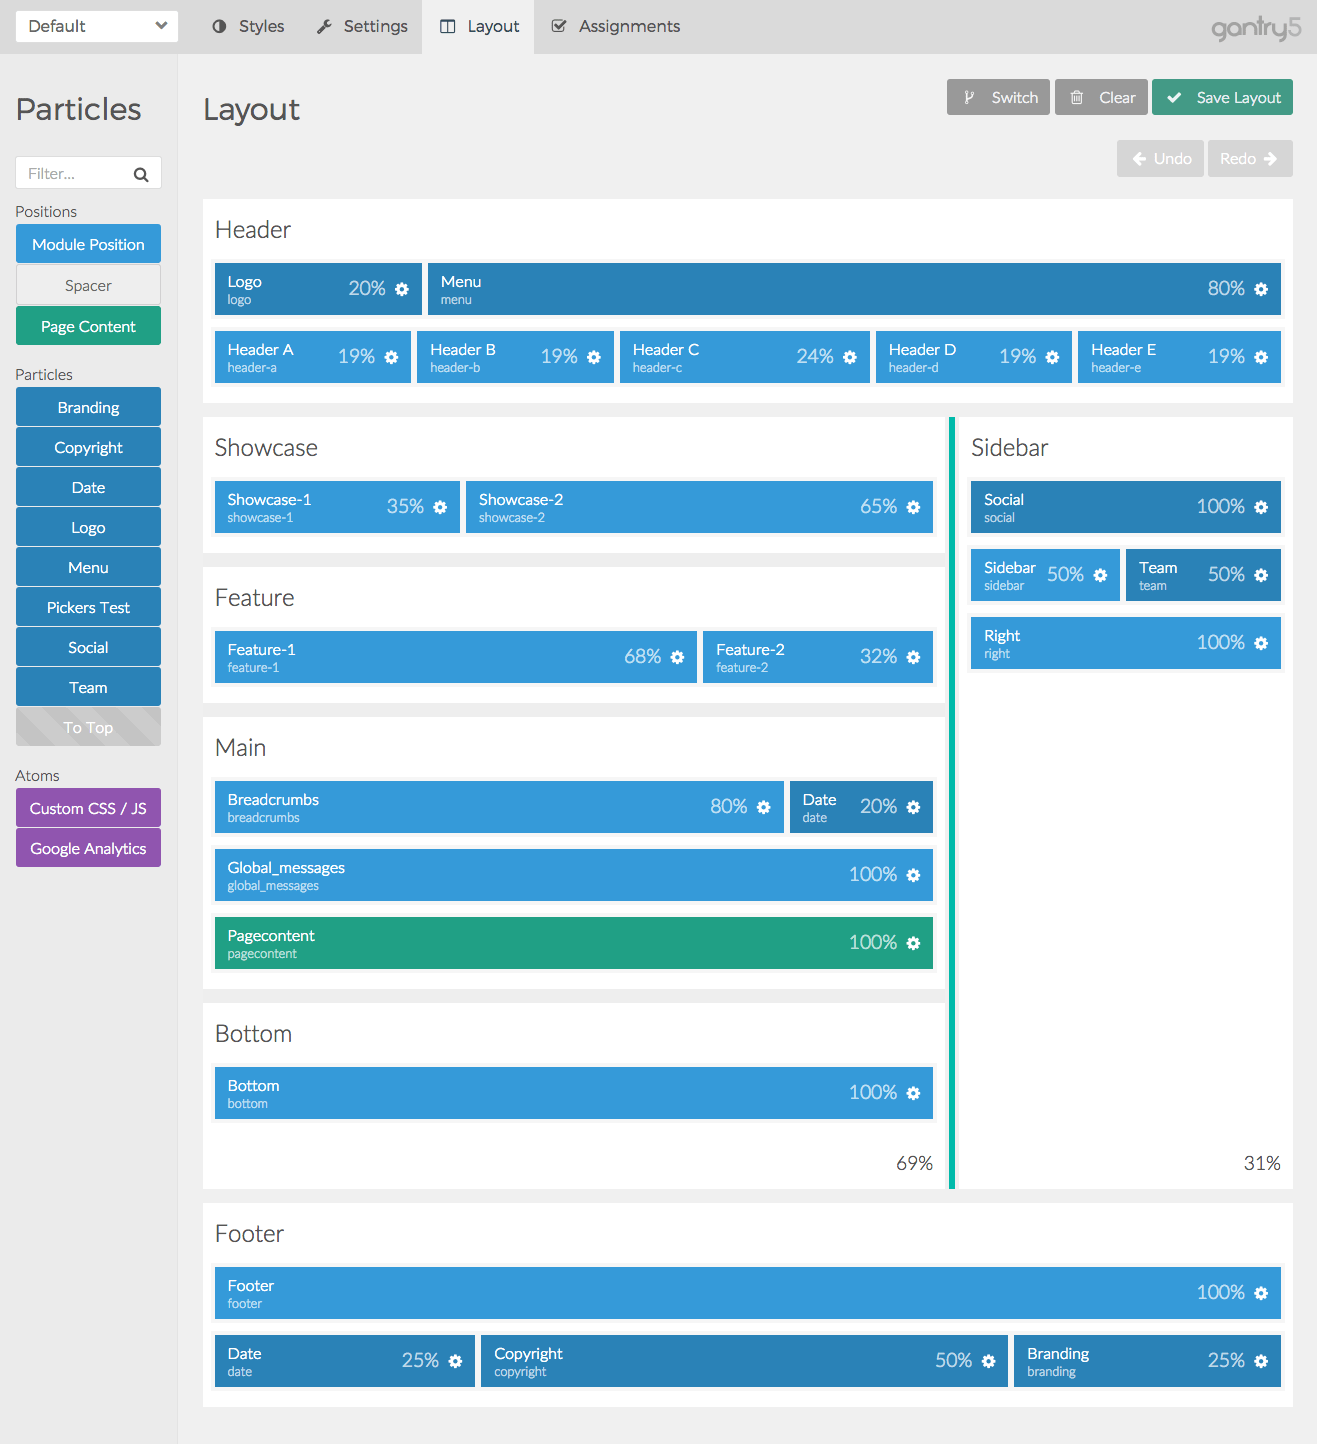 Default
Styles
Settings
Layout
Assignments
gantry5
Particles
Filter...
Positions
Module Position
Spacer
Page Content
Particles
Branding
Copyright
Date
Logo
Menu
Pickers Test
Social
Team
To Top
Atoms
Custom CSS / JS
Google Analytics
Layout
Switch
Clear
Save Layout
Undo
Redo
Header
Logo
logo
20%
Menu
menu
80%
Header A
header-a
19%
Header B
header-b
19%
Header C
header-c
24%
Header D
header-d
19%
Header E
header-e
19%
Showcase
Showcase-1
showcase-1
35%
Showcase-2
showcase-2
65%
Feature
Feature-1
feature-1
68%
Feature-2
feature-2
32%
Main
Breadcrumbs
breadcrumbs
80%
Date
date
20%
Global_messages
global_messages
100%
Pagecontent
pagecontent
100%
Bottom
Bottom
bottom
100%
69%
Sidebar
Social
social
100%
Sidebar
sidebar
50%
Team
team
50%
Right
right
100%
31%
Footer
Footer
footer
100%
Date
date
25%
Copyright
copyright
50%
Branding
branding
25%